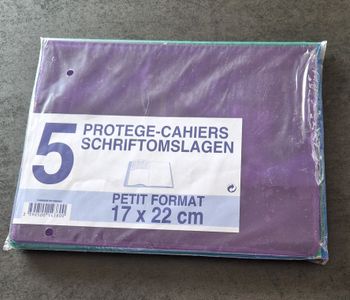 5
PROTEGE-CAHIERS
SCHRIFTOMSLAGEN
PETIT FORMAT
17 x 22 cm